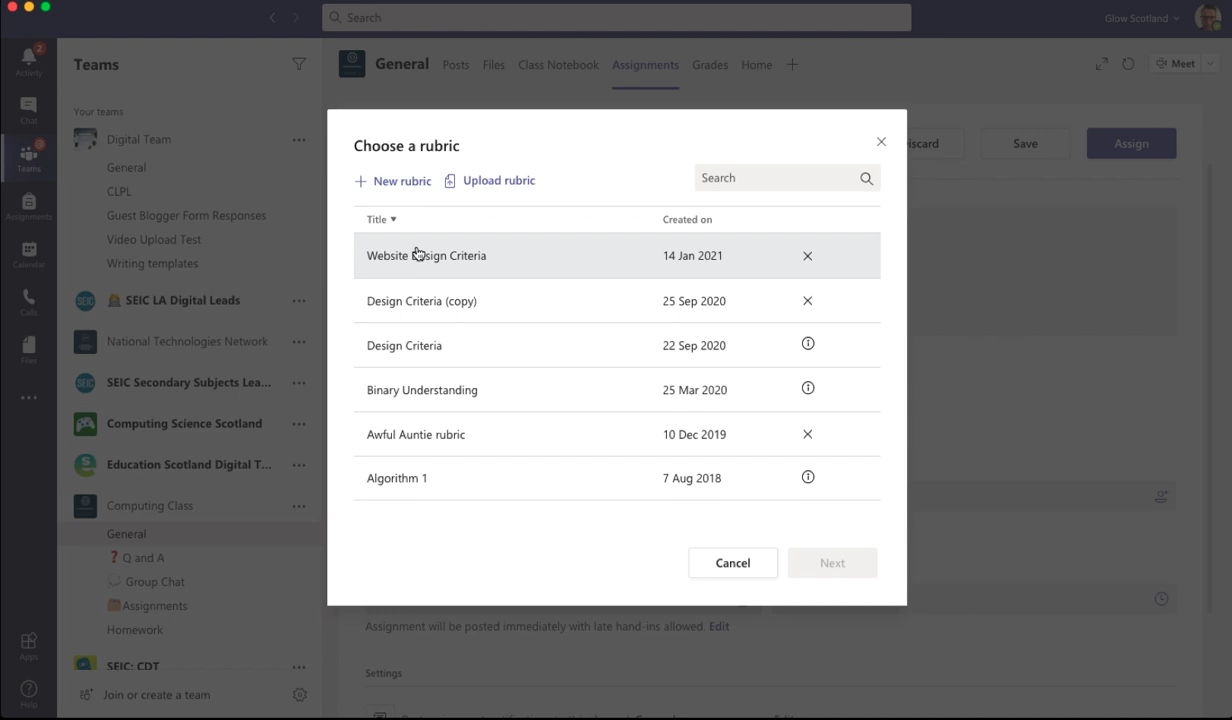 Search
Glow Scotland
2
Activity
Chat
Teams
Assignments
Calendar
Calls
Files
Apps
Help
Teams
Your teams
Digital Team
General
CLPL
Guest Blogger Form Responses
Video Upload Test
Writing templates
SEIC LA Digital Leads
National Technologies Network
SEIC Secondary Subjects Lea...
Computing Science Scotland
Education Scotland Digital T...
Computing Class
General
Q and A
Group Chat
Assignments
Homework
SEIC: CDT
Join or create a team
General Posts Files Class Notebook Assignments Grades Home
Meet
Save
Assign
Choose a rubric
New rubric Upload rubric
Search
Title Created on
Website Design Criteria 14 Jan 2021
Design Criteria (copy) 25 Sep 2020
Design Criteria 22 Sep 2020
Binary Understanding 25 Mar 2020
Awful Auntie rubric 10 Dec 2019
Algorithm 1 7 Aug 2018
Cancel Next
Assignment will be posted immediately with late hand-ins allowed. Edit
Settings